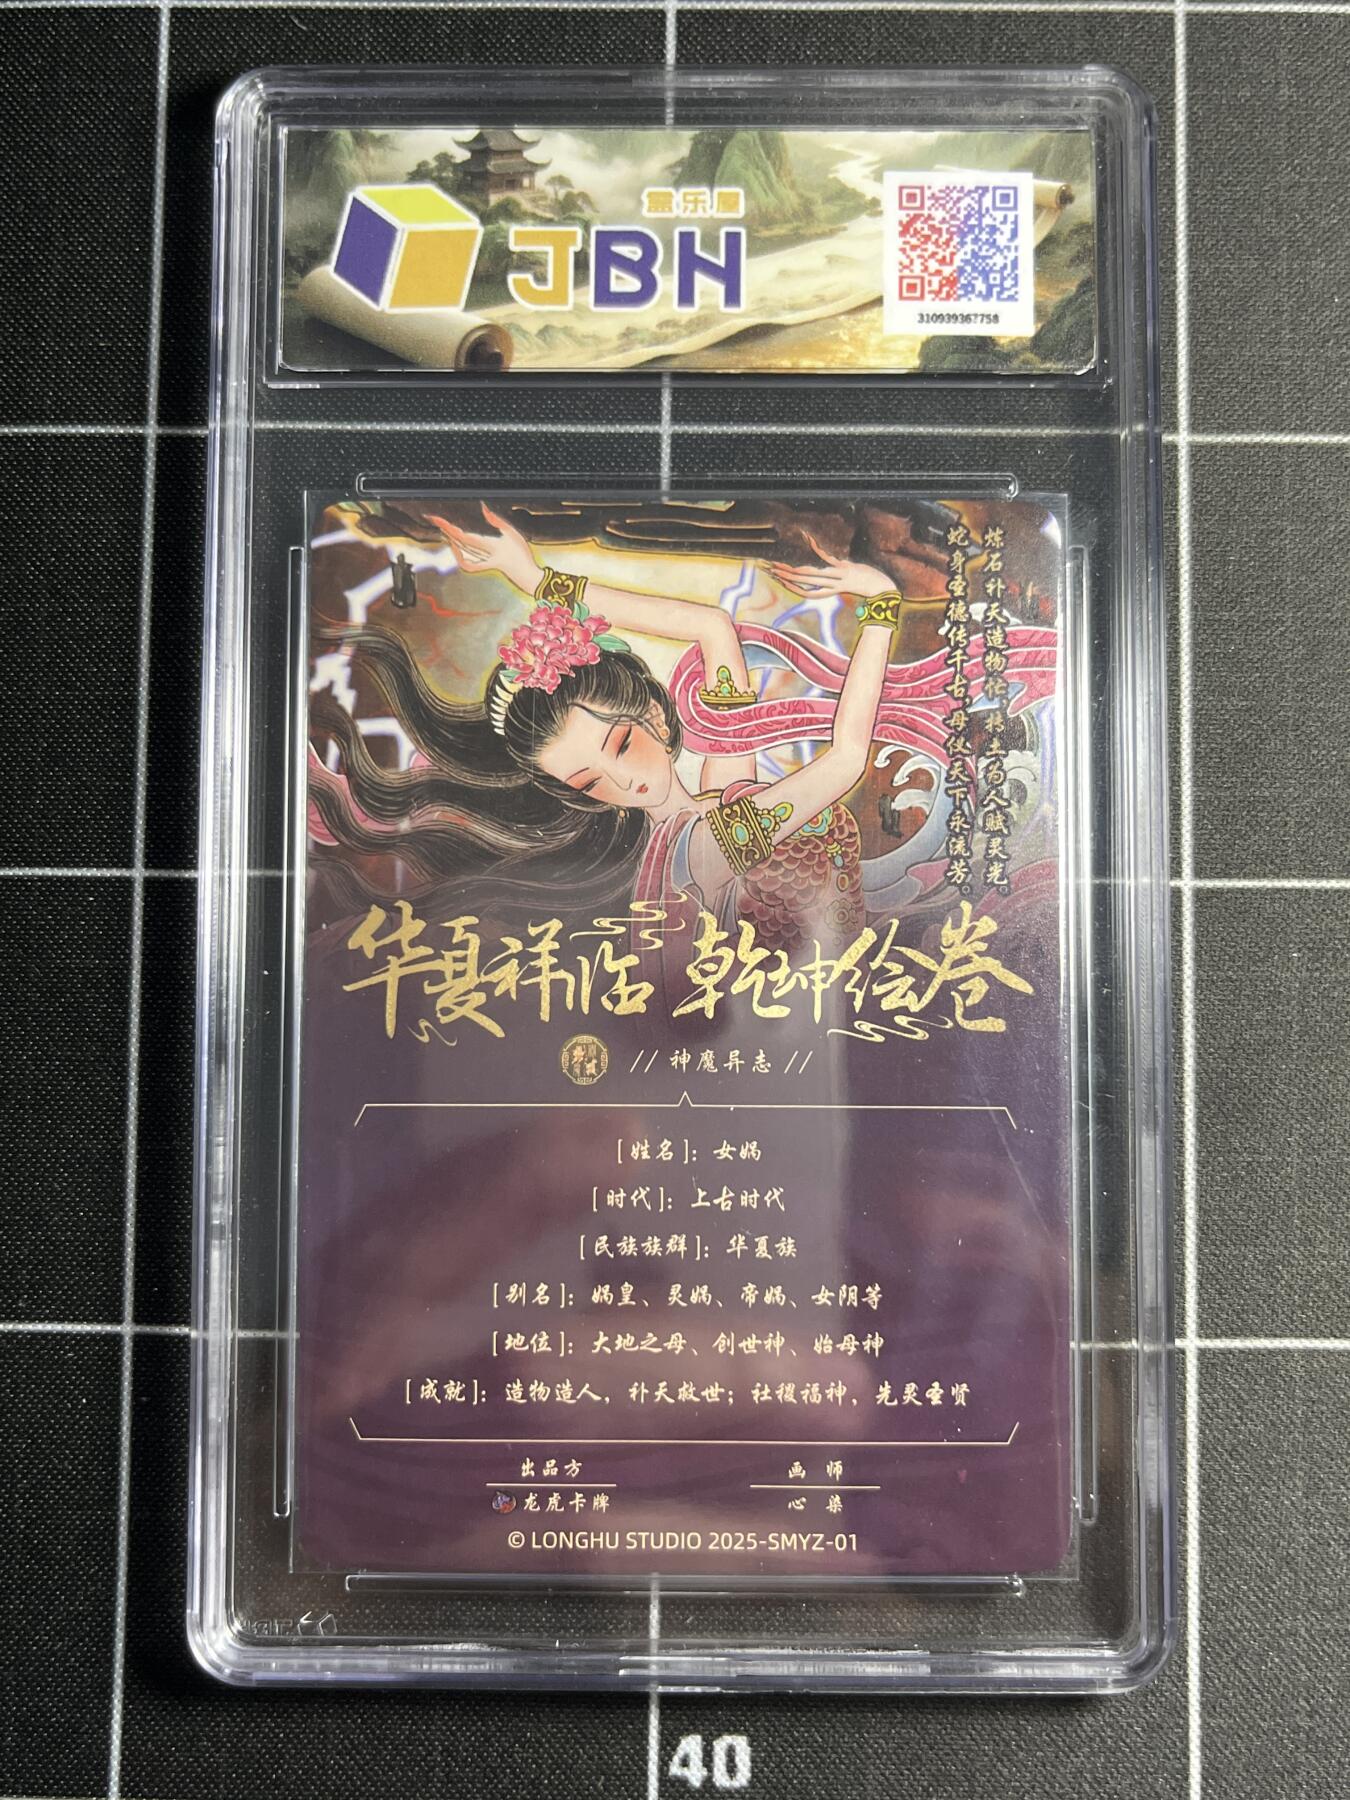 盒乐屋
JBH
310939367758
炼石补天造物忙,抟土为人赋灵光。
蛇身圣德传千古,母仪天下永流芳。
华夏祥临 乾坤绘卷
// 神魔异志 //
[姓名]：女娲
[时代]：上古时代
[民族族群]：华夏族
[别名]：娲皇、灵娲、帝娲、女阴等
[地位]：大地之母、创世神、始母神
[成就]：造物造人，补天救世；社稷福神，先灵圣贤
出品方
龙虎卡牌
画 师
心 染
© LONGHU STUDIO 2025-SMYZ-01
40